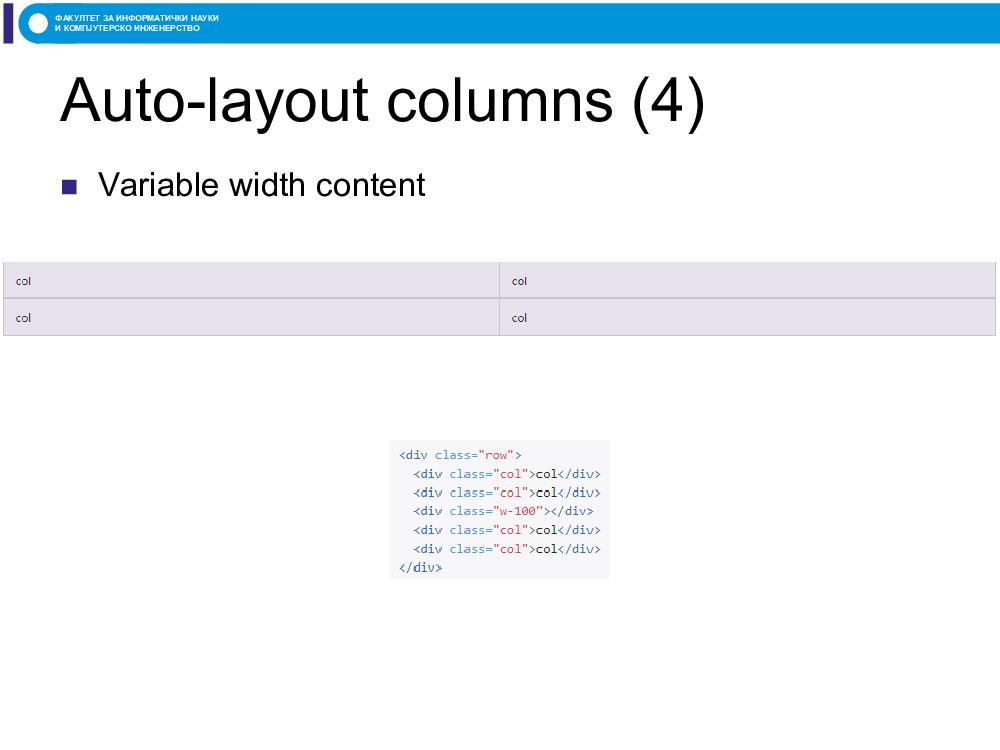 ФАКУЛТЕТ ЗА ИНФОРМАТИЧКИ НАУКИ
И КОМПЈУТЕРСКО ИНЖЕНЕРСТВО
Auto-layout columns (4)
Variable width content
col col
col col
<div class="row">
  <div class="col">col</div>
  <div class="col">col</div>
  <div class="w-100"></div>
  <div class="col">col</div>
  <div class="col">col</div>
</div>